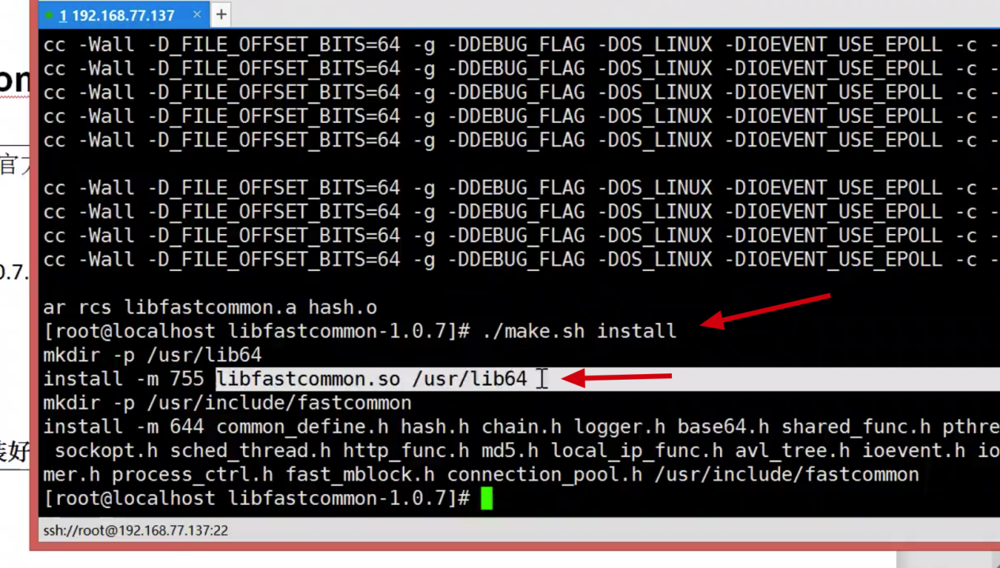 1 192.168.77.137 × +
cc -Wall -D_FILE_OFFSET_BITS=64 -g -DDEBUG_FLAG -DOS_LINUX -DIOEVENT_USE_EPOLL -c -
cc -Wall -D_FILE_OFFSET_BITS=64 -g -DDEBUG_FLAG -DOS_LINUX -DIOEVENT_USE_EPOLL -c -
cc -Wall -D_FILE_OFFSET_BITS=64 -g -DDEBUG_FLAG -DOS_LINUX -DIOEVENT_USE_EPOLL -c -
cc -Wall -D_FILE_OFFSET_BITS=64 -g -DDEBUG_FLAG -DOS_LINUX -DIOEVENT_USE_EPOLL -c -
cc -Wall -D_FILE_OFFSET_BITS=64 -g -DDEBUG_FLAG -DOS_LINUX -DIOEVENT_USE_EPOLL -c -
cc -Wall -D_FILE_OFFSET_BITS=64 -g -DDEBUG_FLAG -DOS_LINUX -DIOEVENT_USE_EPOLL -c -
cc -Wall -D_FILE_OFFSET_BITS=64 -g -DDEBUG_FLAG -DOS_LINUX -DIOEVENT_USE_EPOLL -c -
cc -Wall -D_FILE_OFFSET_BITS=64 -g -DDEBUG_FLAG -DOS_LINUX -DIOEVENT_USE_EPOLL -c -
cc -Wall -D_FILE_OFFSET_BITS=64 -g -DDEBUG_FLAG -DOS_LINUX -DIOEVENT_USE_EPOLL -c -
ar rcs libfastcommon.a hash.o
[root@localhost libfastcommon-1.0.7]# ./make.sh install
mkdir -p /usr/lib64
install -m 755 libfastcommon.so /usr/lib64
mkdir -p /usr/include/fastcommon
install -m 644 common_define.h hash.h chain.h logger.h base64.h shared_func.h pthre
sockopt.h sched_thread.h http_func.h md5.h local_ip_func.h avl_tree.h ioevent.h io
mer.h process_ctrl.h fast_mblock.h connection_pool.h /usr/include/fastcommon
[root@localhost libfastcommon-1.0.7]#
ssh://root@192.168.77.137:22
on
官
0.7.
装好